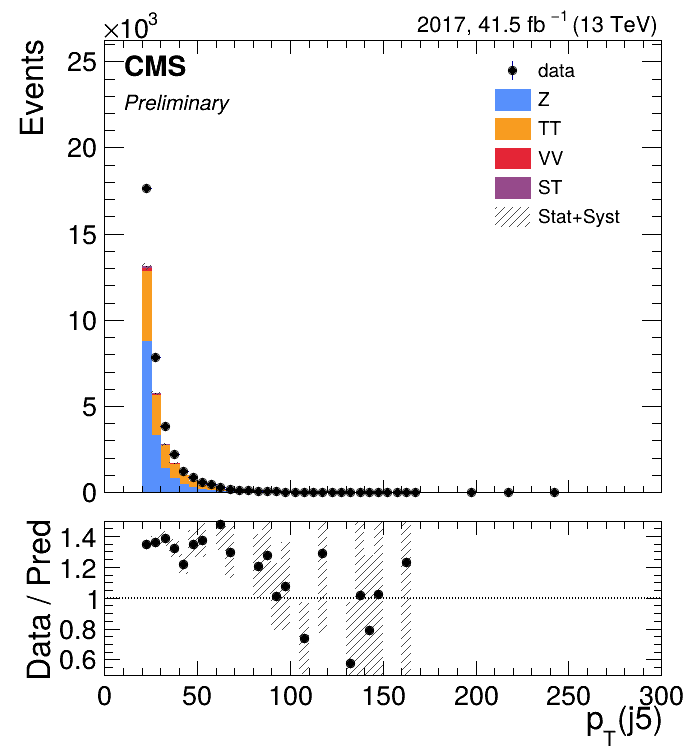 ×10³
2017, 41.5 fb⁻¹ (13 TeV)
Events
CMS
Preliminary
data
Z
TT
VV
ST
Stat+Syst
25
20
15
10
5
0
Data / Pred
1.4
1.2
1
0.8
0.6
0 50 100 150 200 250 300
p_T(j5)